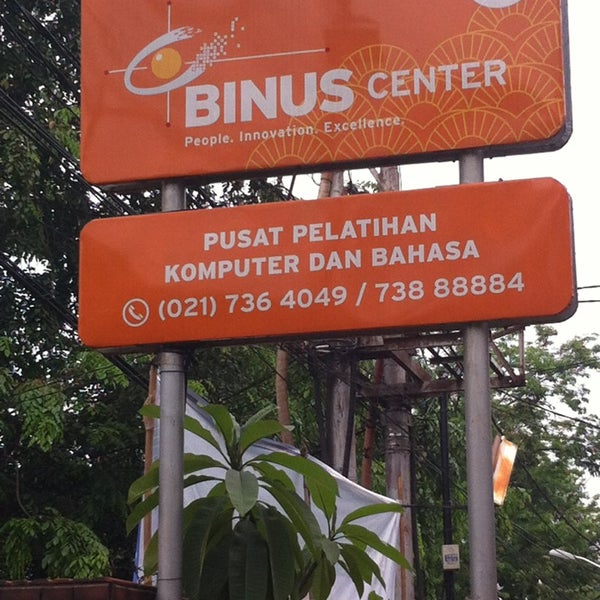 BINUS CENTER
People. Innovation. Excellence.
PUSAT PELATIHAN
KOMPUTER DAN BAHASA
(021) 736 4049 / 738 88884